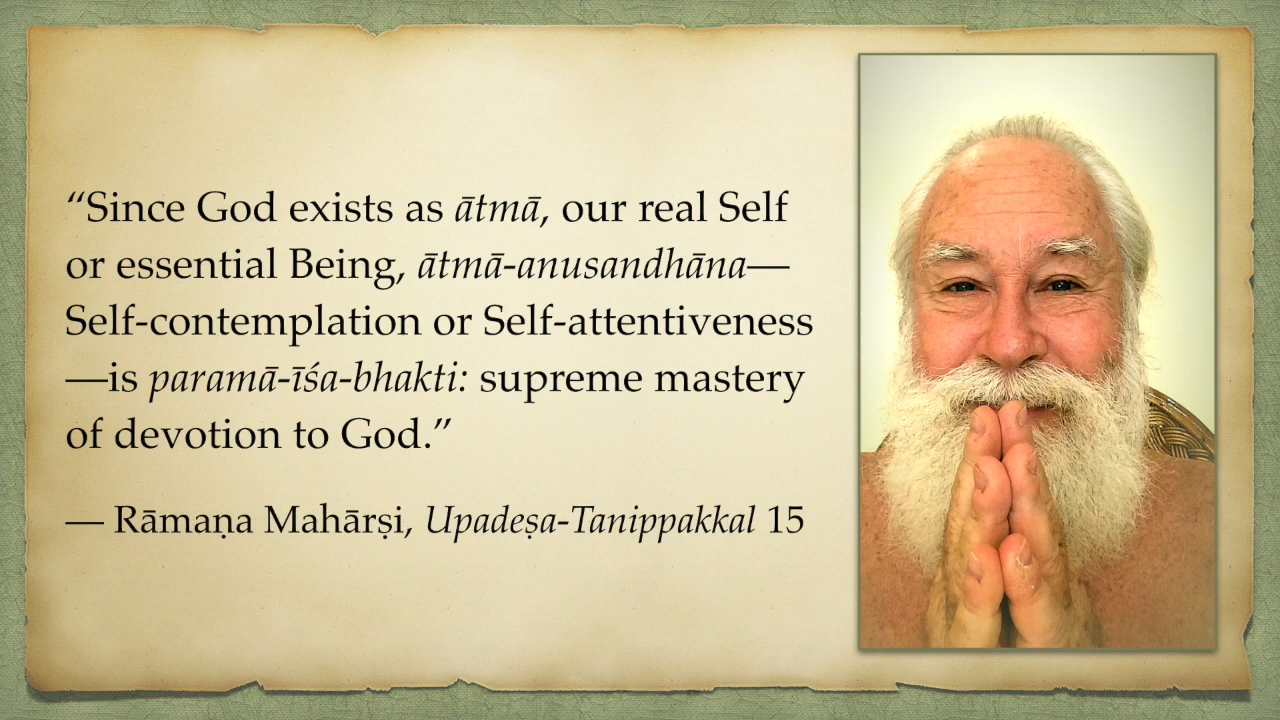 “Since God exists as ātmā, our real Self
or essential Being, ātmā-anusandhāna—
Self-contemplation or Self-attentiveness
—is paramā-īśa-bhakti: supreme mastery
of devotion to God.”
— Rāmaṇa Mahārṣi, Upadeṣa-Tanippakkal 15